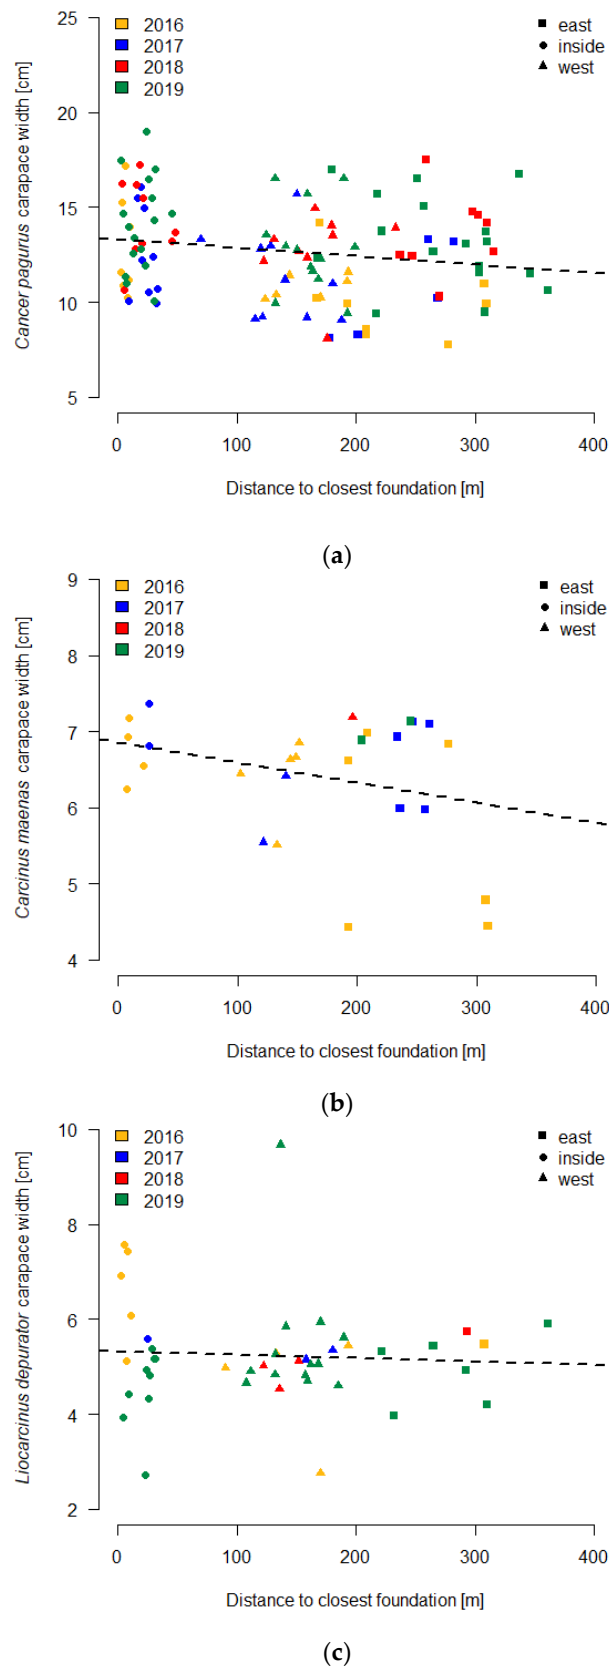 25
20
15
10
5
Cancer pagurus carapace width [cm]
2016
2017
2018
2019
east
inside
west
0 100 200 300 400
Distance to closest foundation [m]
(a)
9
8
7
6
5
4
Carcinus maenas carapace width [cm]
2016
2017
2018
2019
east
inside
west
0 100 200 300 400
Distance to closest foundation [m]
(b)
10
8
6
4
2
Liocarcinus depurator carapace width [cm]
2016
2017
2018
2019
east
inside
west
0 100 200 300 400
Distance to closest foundation [m]
(c)